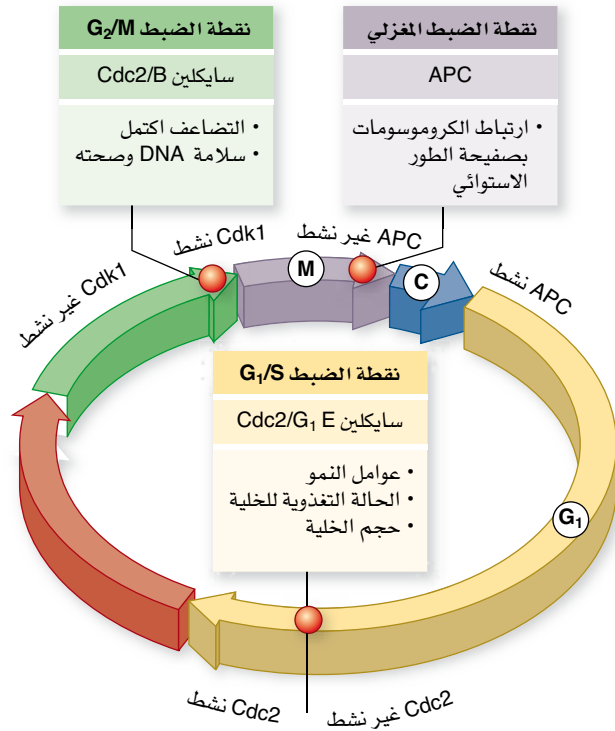 نقطة الضبط المغزلي
APC
• ارتباط الكروموسومات
بصفيحة الطور
الاستوائي
نقطة الضبط G₂/M
سايكلين Cdc2/B
• التضاعف اكتمل
• سلامة DNA وصحته
Cdk1 غير نشط
Cdk1 نشط
M
APC غير نشط
C
APC نشط
نقطة الضبط G₁/S
سايكلين Cdc2/G₁ E
• عوامل النمو
• الحالة التغذوية للخلية
• حجم الخلية
G₁
Cdc2 غير نشط
Cdc2 نشط